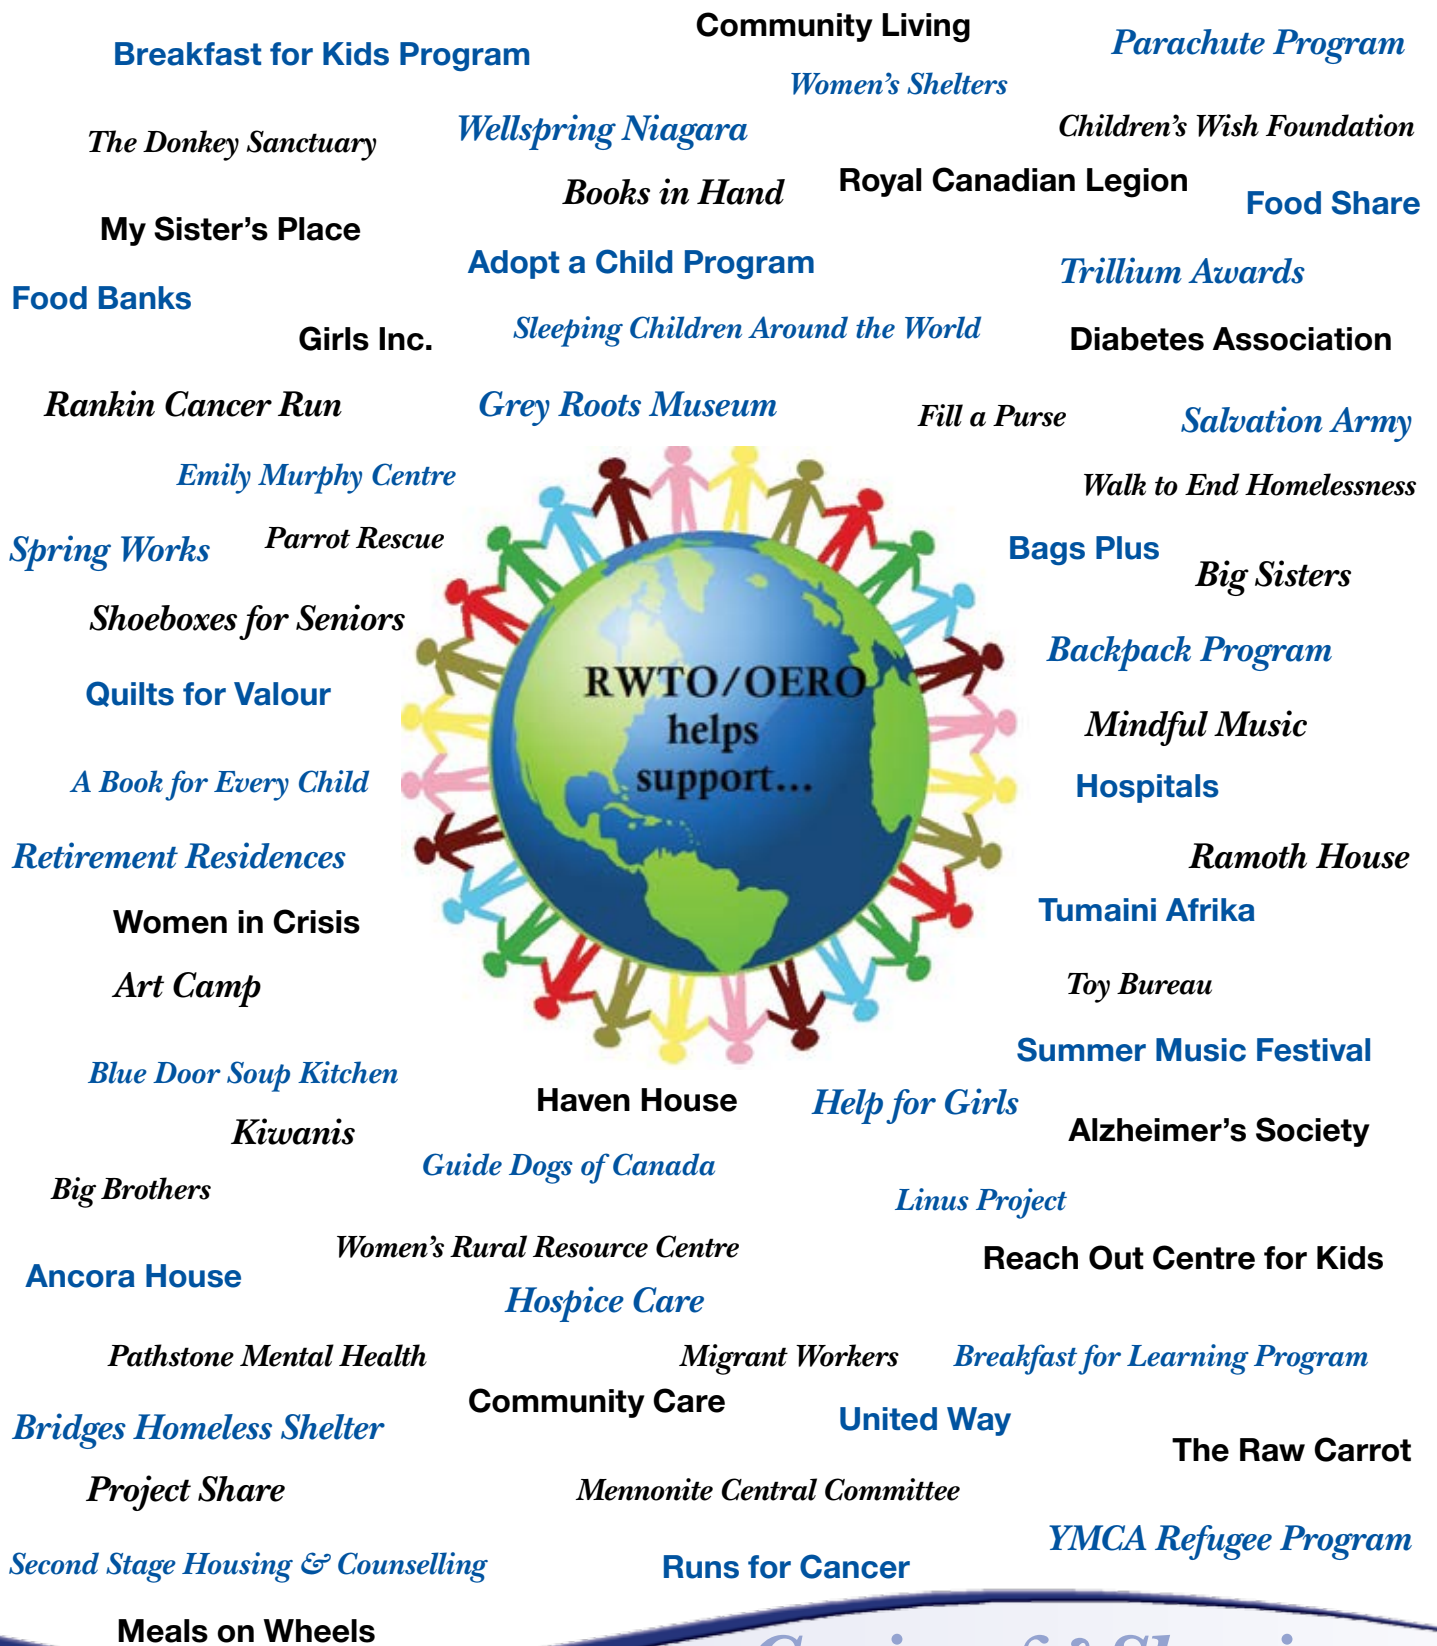 Community Living
Breakfast for Kids Program
Parachute Program
Women's Shelters
The Donkey Sanctuary
Wellspring Niagara
Children's Wish Foundation
Books in Hand
Royal Canadian Legion
Food Share
My Sister's Place
Adopt a Child Program
Trillium Awards
Food Banks
Girls Inc.
Sleeping Children Around the World
Diabetes Association
Rankin Cancer Run
Grey Roots Museum
Fill a Purse
Salvation Army
Emily Murphy Centre
Walk to End Homelessness
Spring Works
Parrot Rescue
Bags Plus
Big Sisters
Shoeboxes for Seniors
Backpack Program
RWTO/OERO
helps
support...
Quilts for Valour
Mindful Music
A Book for Every Child
Hospitals
Retirement Residences
Ramoth House
Women in Crisis
Tumaini Afrika
Art Camp
Toy Bureau
Summer Music Festival
Blue Door Soup Kitchen
Haven House
Help for Girls
Kiwanis
Alzheimer's Society
Guide Dogs of Canada
Big Brothers
Linus Project
Women's Rural Resource Centre
Reach Out Centre for Kids
Ancora House
Hospice Care
Pathstone Mental Health
Migrant Workers
Breakfast for Learning Program
Community Care
Bridges Homeless Shelter
United Way
The Raw Carrot
Project Share
Mennonite Central Committee
YMCA Refugee Program
Second Stage Housing & Counselling
Runs for Cancer
Meals on Wheels